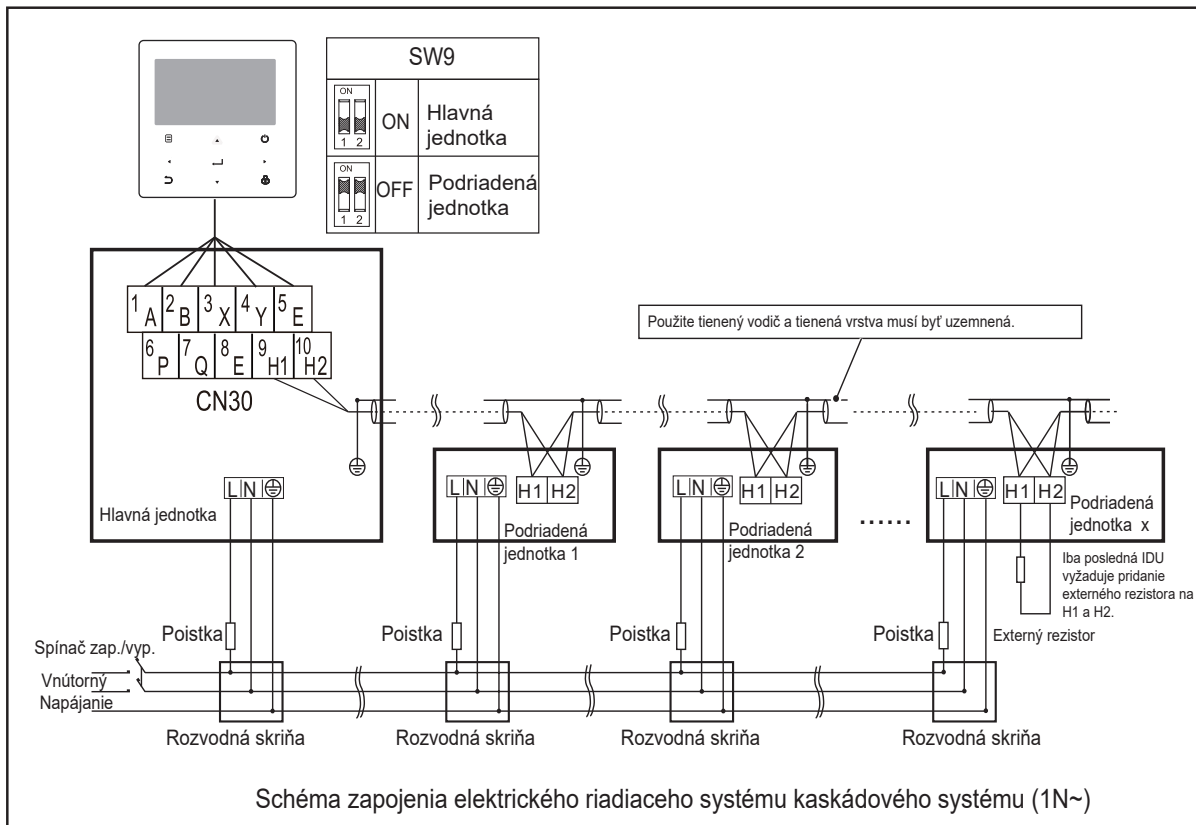 SW9
ON
1 2
ON
Hlavná
jednotka
ON
1 2
OFF
Podriadená
jednotka
1 A 2 B 3 X 4 Y 5 E
6 P 7 Q 8 E 9 H1 10 H2
CN30
Použite tienený vodič a tienená vrstva musí byť uzemnená.
L N
Hlavná jednotka
L N H1 H2
Podriadená
jednotka 1
L N H1 H2
Podriadená
jednotka 2
......
L N H1 H2
Podriadená
jednotka x
Iba posledná IDU
vyžaduje pridanie
externého rezistora na
H1 a H2.
Externý rezistor
Poistka
Poistka
Poistka
Poistka
Spínač zap./vyp.
Vnútorný
Napájanie
Rozvodná skriňa
Rozvodná skriňa
Rozvodná skriňa
Rozvodná skriňa
Schéma zapojenia elektrického riadiaceho systému kaskádového systému (1N~)